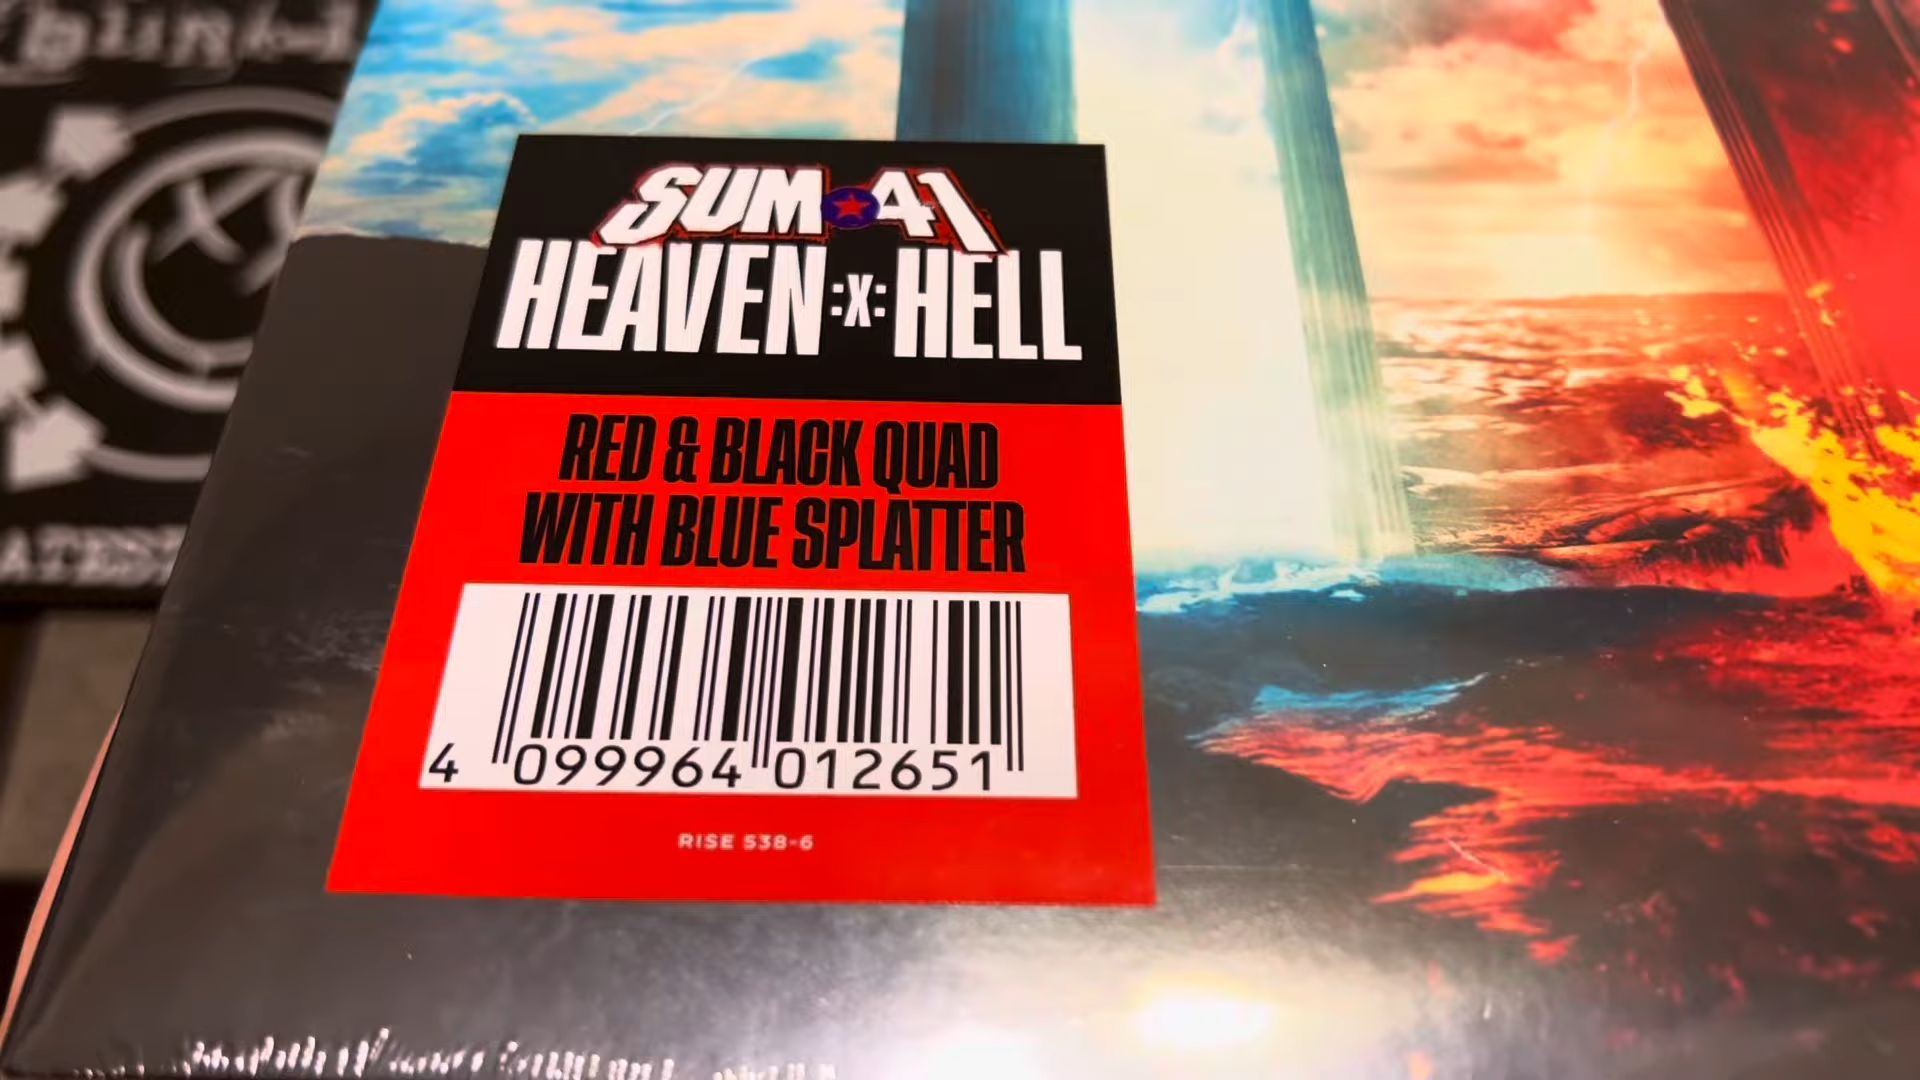 SUM 41
HEAVEN :x: HELL
RED & BLACK QUAD
WITH BLUE SPLATTER
4 099964 012651
RISE 538-6